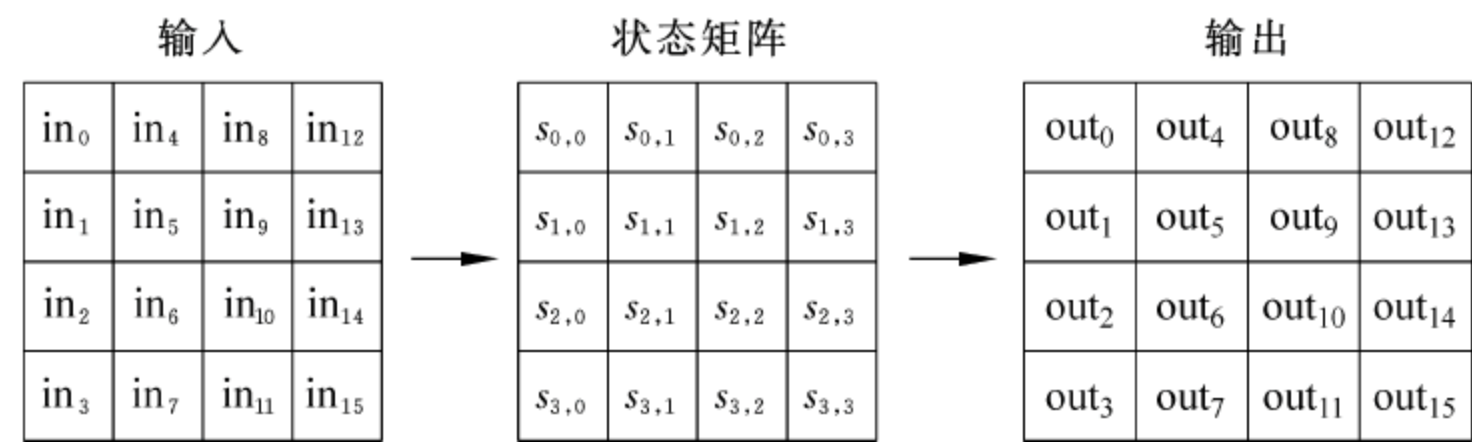 输入 状态矩阵 输出
in₀ in₄ in₈ in₁₂ s₀,₀ s₀,₁ s₀,₂ s₀,₃ out₀ out₄ out₈ out₁₂
in₁ in₅ in₉ in₁₃ s₁,₀ s₁,₁ s₁,₂ s₁,₃ out₁ out₅ out₉ out₁₃
in₂ in₆ in₁₀ in₁₄ s₂,₀ s₂,₁ s₂,₂ s₂,₃ out₂ out₆ out₁₀ out₁₄
in₃ in₇ in₁₁ in₁₅ s₃,₀ s₃,₁ s₃,₂ s₃,₃ out₃ out₇ out₁₁ out₁₅